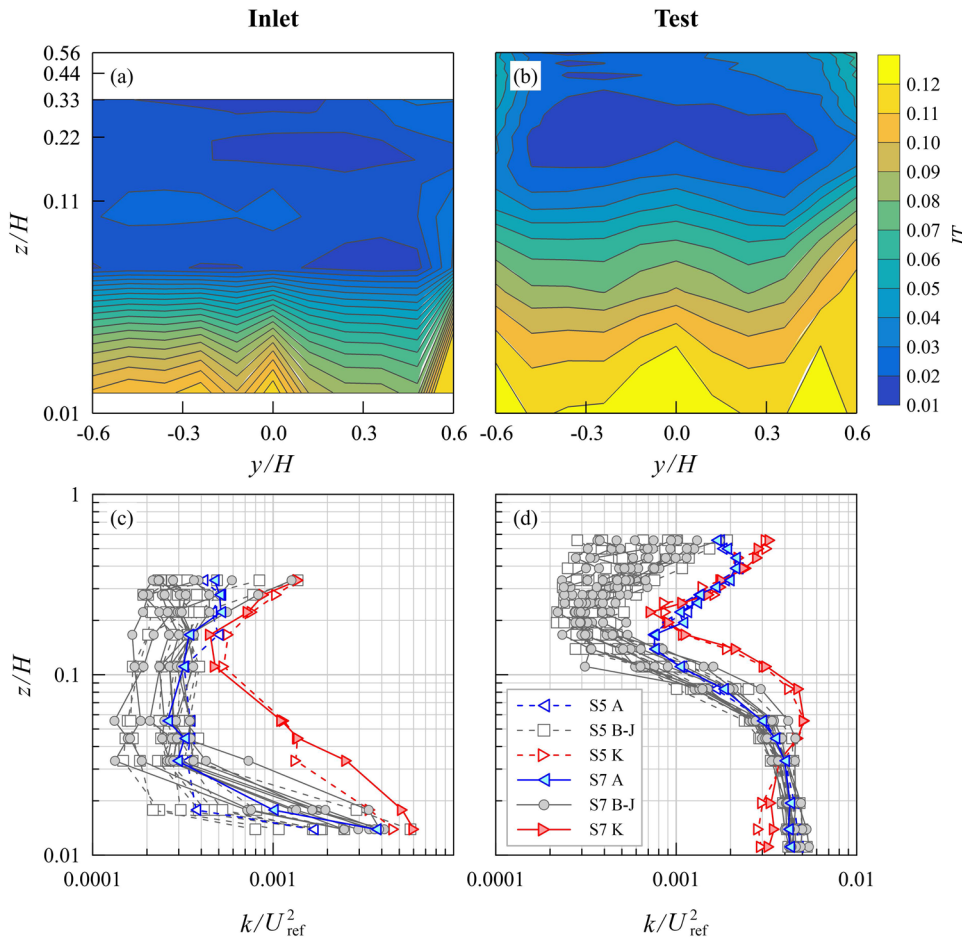 Inlet
Test
0.56
0.44
0.33
0.22
0.11
0.01
z/H
(a)
-0.6
-0.3
0.0
0.3
0.6
y/H
(b)
-0.6
-0.3
0.0
0.3
0.6
y/H
0.12
0.11
0.10
0.09
0.07
0.06
0.05
0.04
0.03
0.02
0.01
IT
1
0.1
0.01
z/H
(c)
0.0001
0.001
k/U²ref
(d)
S5 A
S5 B-J
S5 K
S7 A
S7 B-J
S7 K
0.0001
0.001
0.01
k/U²ref